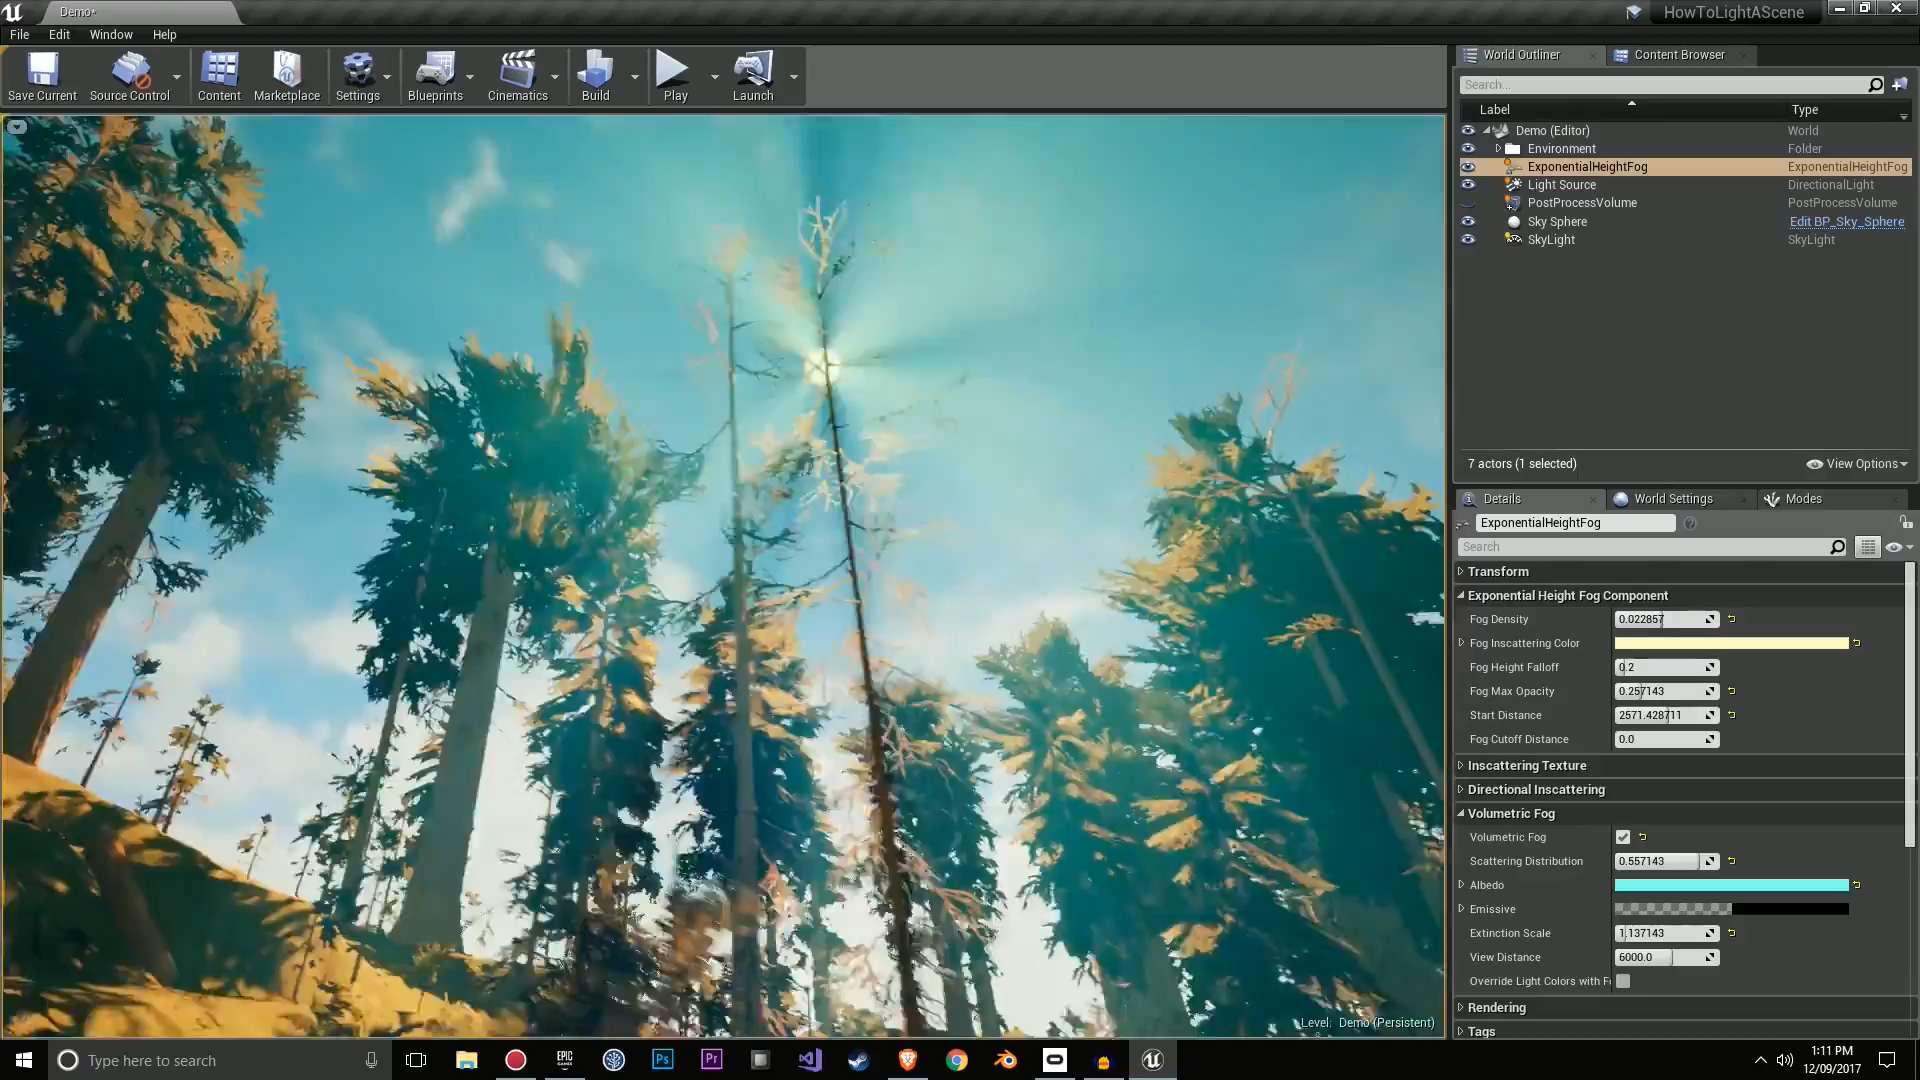 Demo*
HowToLightAScene
File Edit Window Help
Save Current
Source Control
Content
Marketplace
Settings
Blueprints
Cinematics
Build
Play
Launch
World Outliner
Content Browser
Search...
Label Type
Demo (Editor) World
Environment Folder
ExponentialHeightFog ExponentialHeightFog
Light Source DirectionalLight
PostProcessVolume PostProcessVolume
Sky Sphere Edit BP_Sky_Sphere
SkyLight SkyLight
7 actors (1 selected) View Options
Details
World Settings
Modes
ExponentialHeightFog
Search
Transform
Exponential Height Fog Component
Fog Density 0.022857
Fog Inscattering Color
Fog Height Falloff 0.2
Fog Max Opacity 0.257143
Start Distance 2571.428711
Fog Cutoff Distance 0.0
Inscattering Texture
Directional Inscattering
Volumetric Fog
Volumetric Fog
Scattering Distribution 0.557143
Albedo
Emissive
Extinction Scale 1.137143
View Distance 6000.0
Override Light Colors with F
Rendering
Tags
Level: Demo (Persistent)
Type here to search
EPIC GAMES
Ps
Pr
1:11 PM
12/09/2017